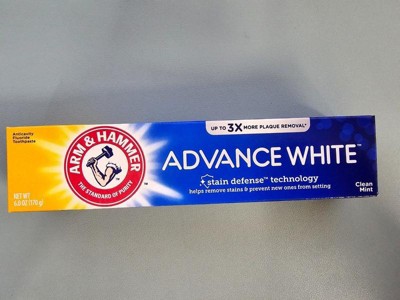 Anticavity
Fluoride
Toothpaste
ARM & HAMMER
THE STANDARD OF PURITY
NET WT
6.0 OZ (170 g)
UP TO 3X MORE PLAQUE REMOVAL*
ADVANCE WHITE™
stain defense™ technology
helps remove stains & prevent new ones from setting
Clean
Mint